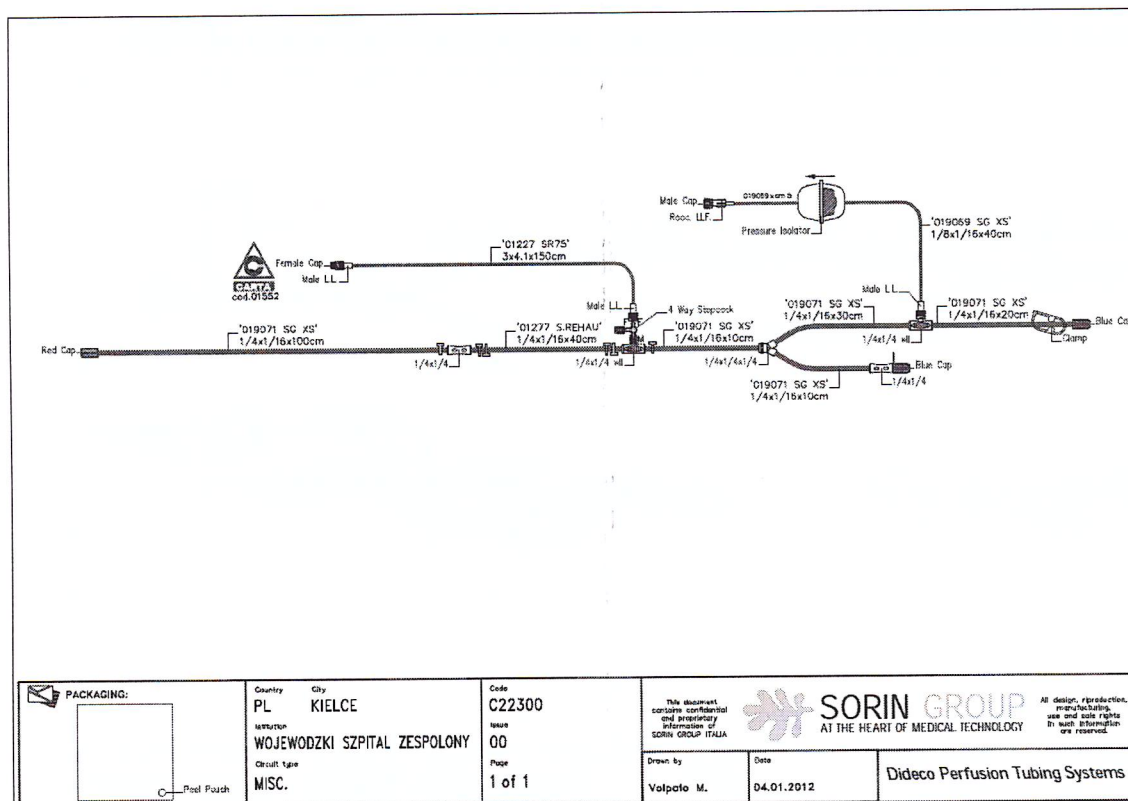 Male Cap
Racc. LLF.
019069xcm5
Pressure Isolator
'019069 SG XS'
1/8x1/16x40cm
CARTA
cod.01552
Female Cap
Male LL
'01227 SR75'
3x4.1x150cm
Male LL
4 Way Stopcock
Male LL
Red Cap
'019071 SG XS'
1/4x1/16x100cm
1/4x1/4
'01277 S.REHAU'
1/4x1/16x40cm
1/4x1/4 wll
'019071 SG XS'
1/4x1/16x10cm
1/4x1/4x1/4
'019071 SG XS'
1/4x1/16x30cm
1/4x1/4 wll
'019071 SG XS'
1/4x1/16x20cm
Clamp
Blue Ca
'019071 SG XS'
1/4x1/16x10cm
1/4x1/4
Blue Cap
PACKAGING:
Peel Pouch
Country City
PL KIELCE
Institution
WOJEWODZKI SZPITAL ZESPOLONY
Circuit type
MISC.
Code
C22300
Issue
00
Page
1 of 1
This document
contains confidential
and proprietary
information of
SORIN GROUP ITALIA
SORIN GROUP
AT THE HEART OF MEDICAL TECHNOLOGY
All design, riproduction,
manufacturing,
use and sale rights
in such information
are reserved.
Drawn by
Volpato M.
Date
04.01.2012
Dideco Perfusion Tubing Systems